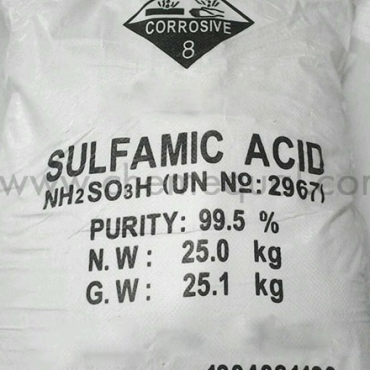 CORROSIVE
8
SULFAMIC ACID
NH2SO3H (UN Nº: 2967)
PURITY: 99.5 %
N.W: 25.0 kg
G.W: 25.1 kg